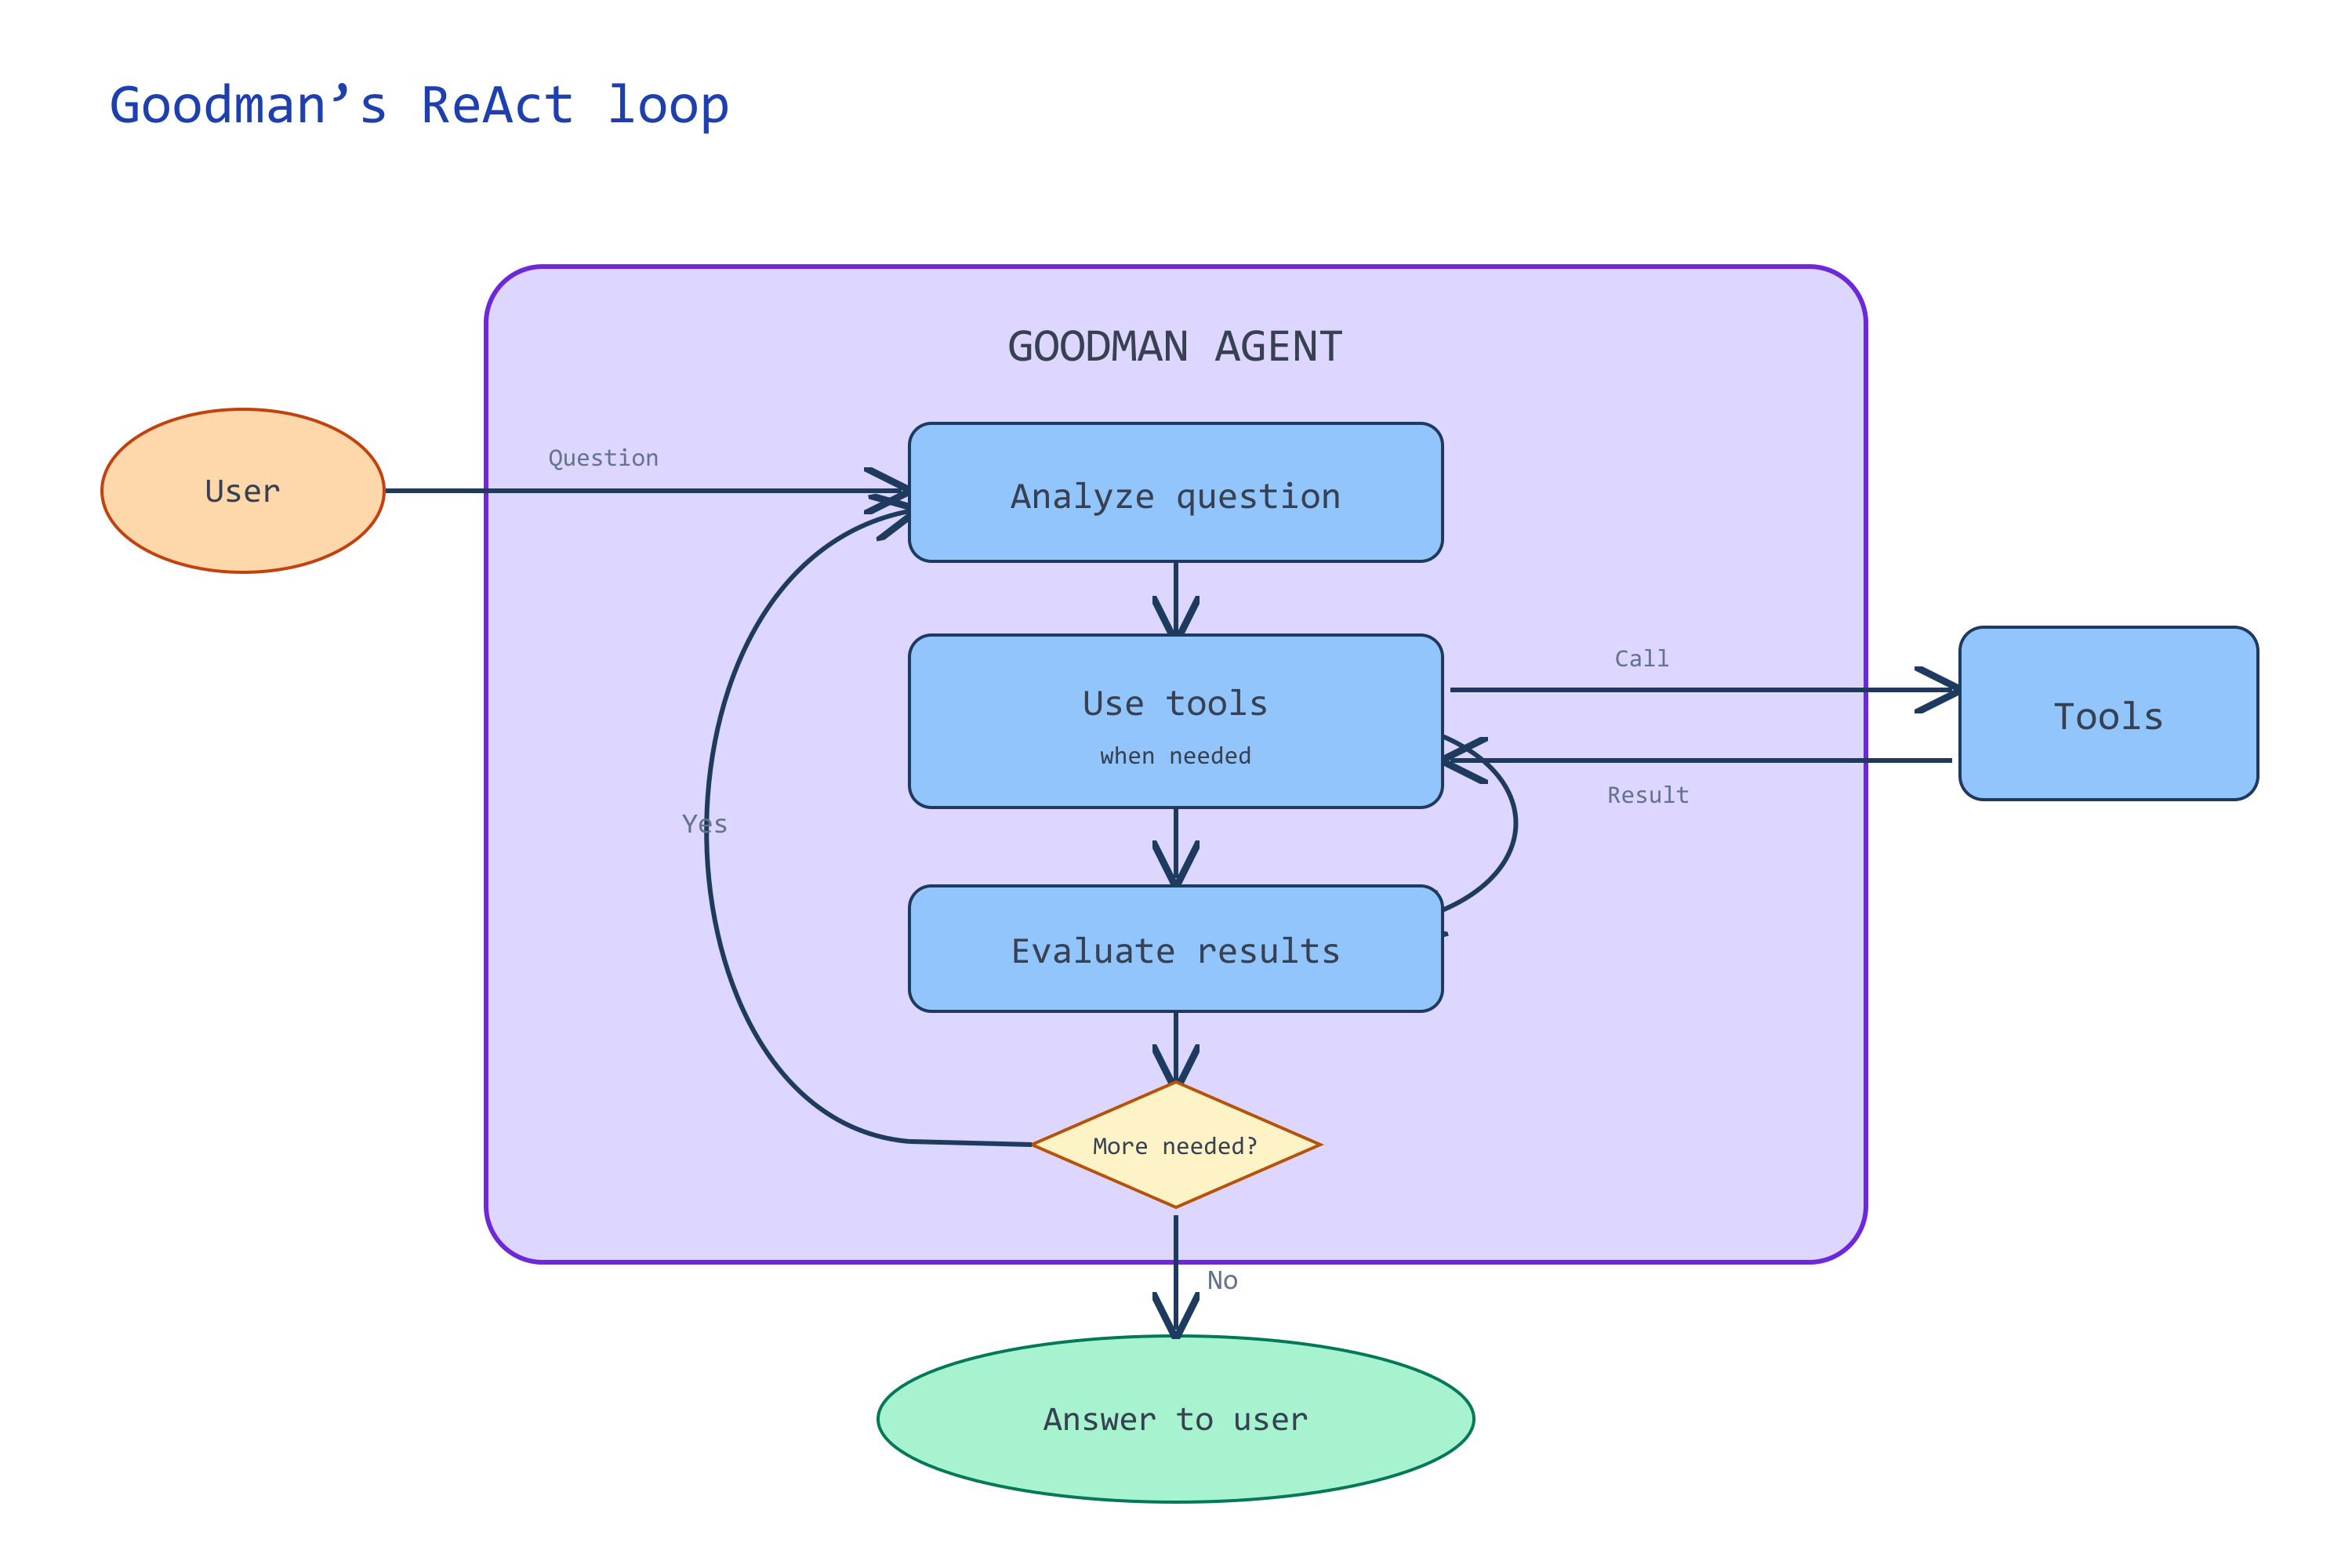 Goodman’s ReAct loop
GOODMAN AGENT
User
Question
Analyze question
Use tools
when needed
Call
Tools
Result
Yes
Evaluate results
More needed?
No
Answer to user